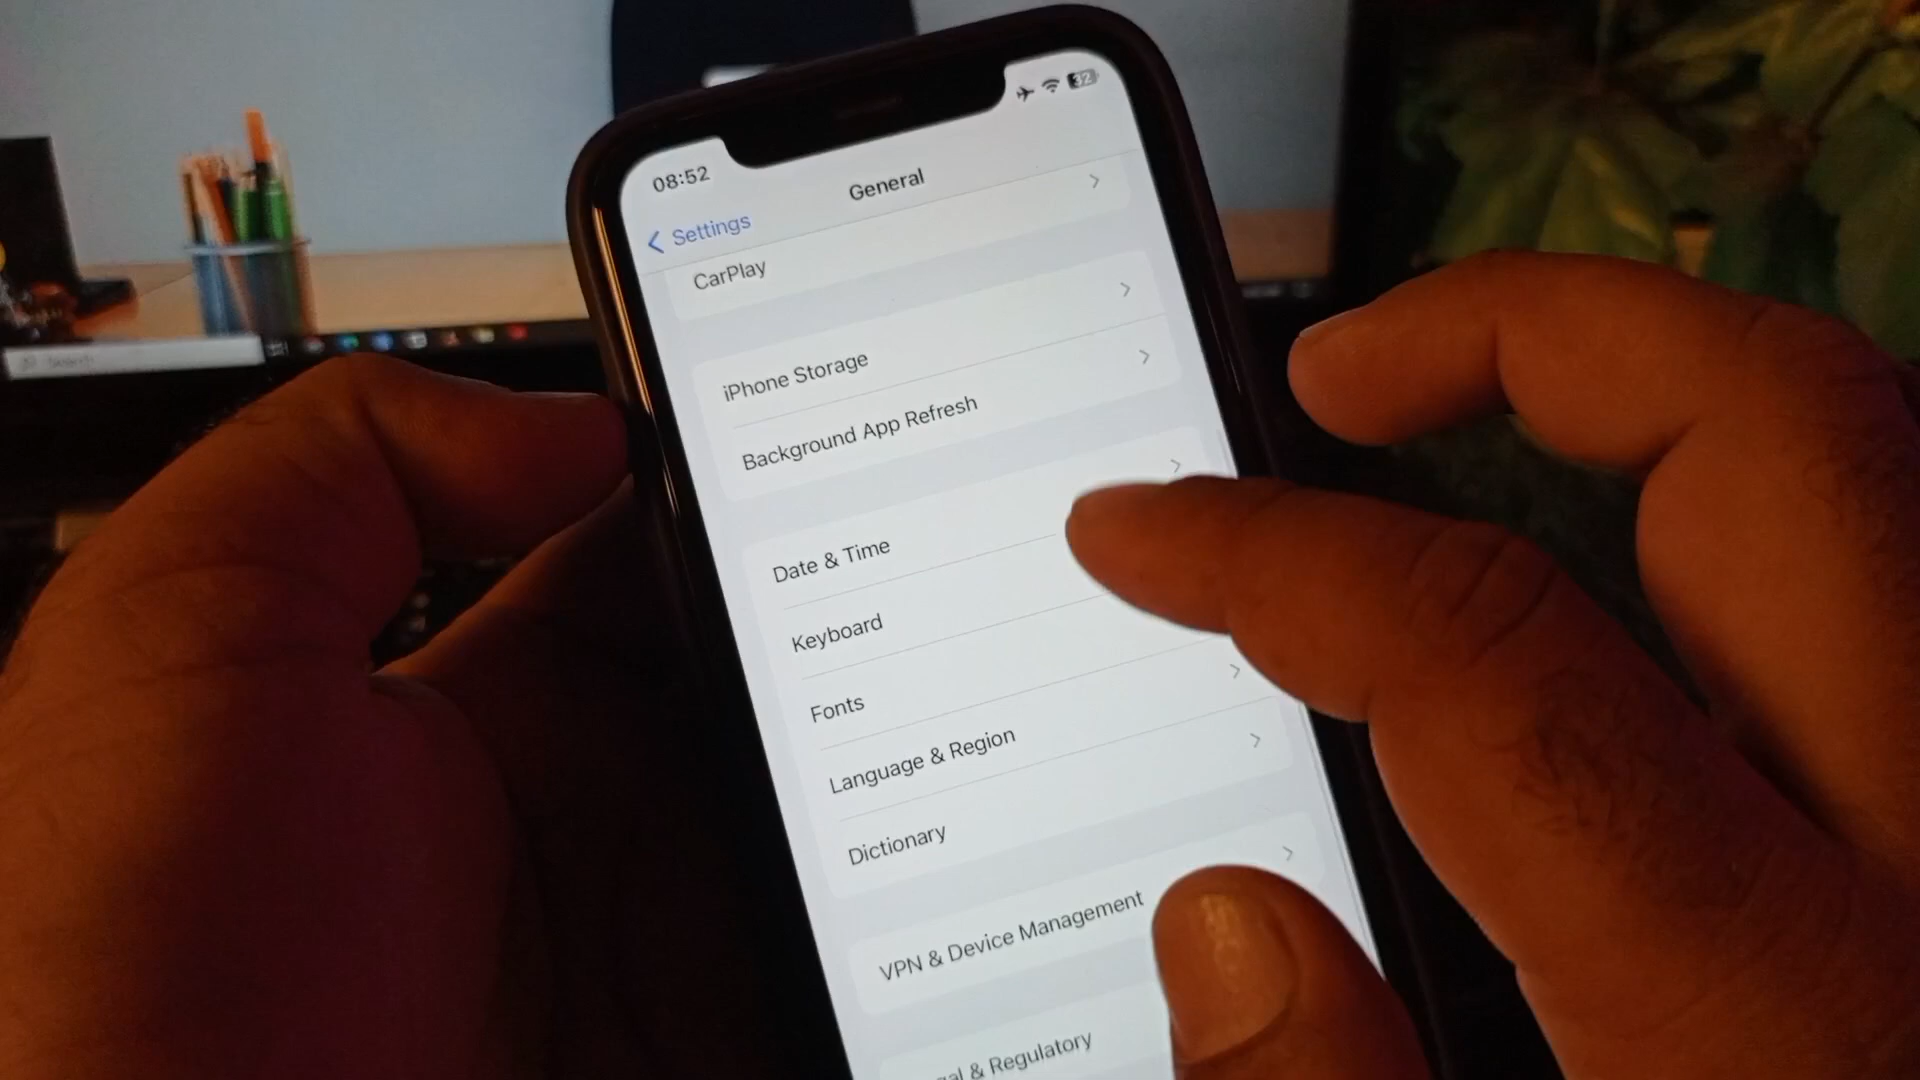 08:52
32
General
Settings
CarPlay
iPhone Storage
Background App Refresh
Date & Time
Keyboard
Fonts
Language & Region
Dictionary
VPN & Device Management
& Regulatory